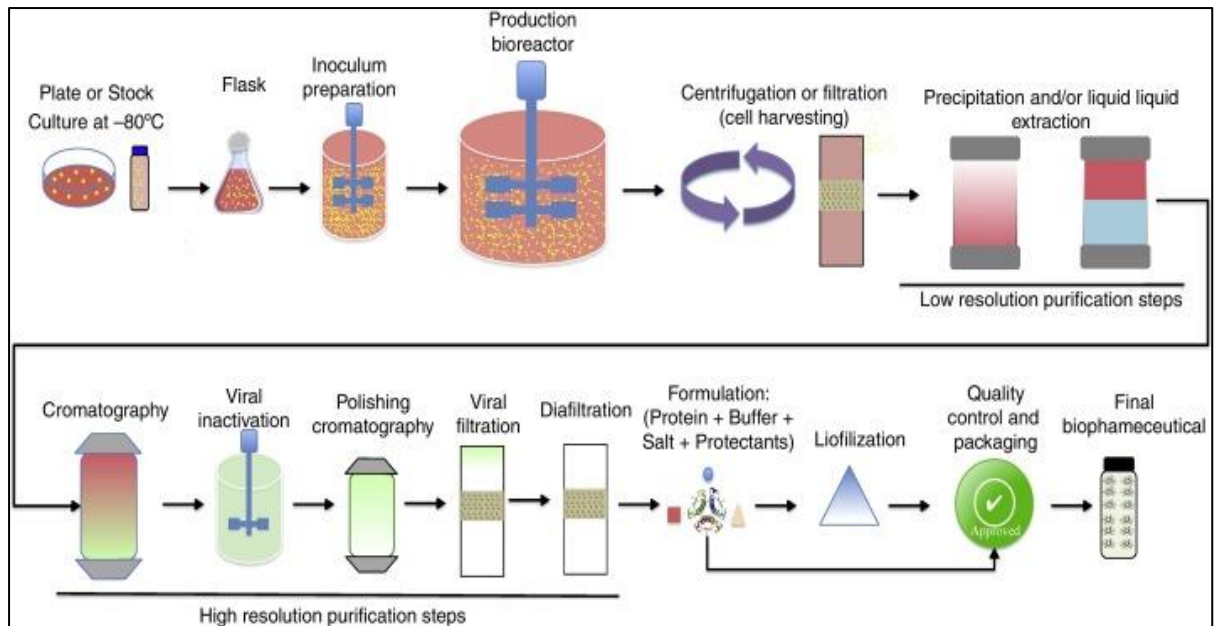 Plate or Stock
Culture at –80ºC
Flask
Inoculum
preparation
Production
bioreactor
Centrifugation or filtration
(cell harvesting)
Precipitation and/or liquid liquid
extraction
Low resolution purification steps
Cromatography
Viral
inactivation
Polishing
cromatography
Viral
filtration
Diafiltration
Formulation:
(Protein + Buffer +
Salt + Protectants)
Liofilization
Quality
control and
packaging
Approved
Final
biophameceutical
High resolution purification steps